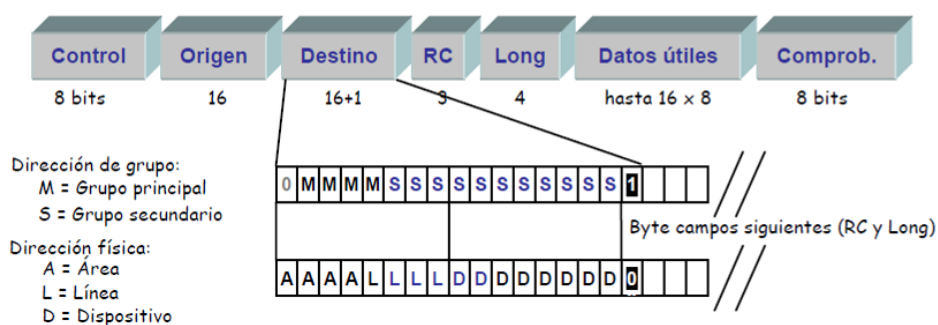 Control Origen Destino RC Long Datos útiles Comprob.
8 bits 16 16+1 3 4 hasta 16 x 8 8 bits
Dirección de grupo:
M = Grupo principal
S = Grupo secundario
0 M M M M S S S S S S S S S S S 1
Byte campos siguientes (RC y Long)
Dirección física:
A = Área
L = Línea
D = Dispositivo
A A A A L L L L D D D D D D D D 0